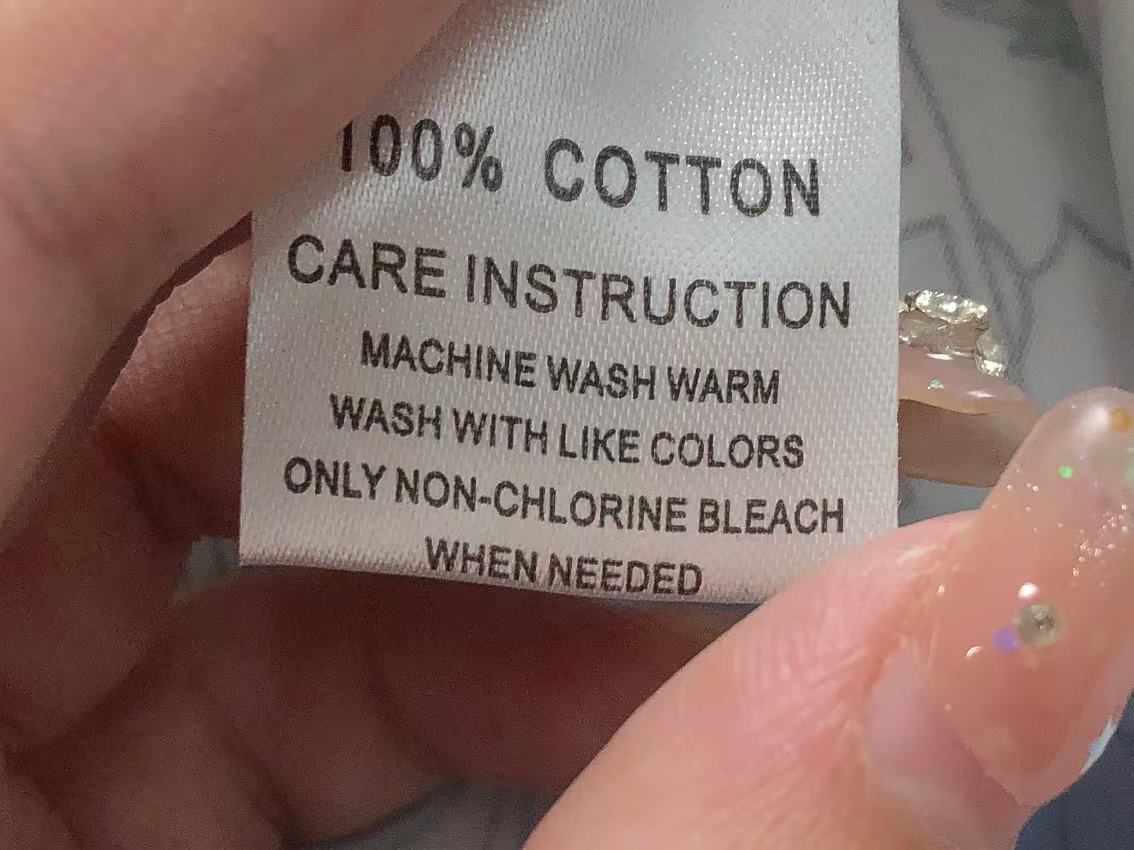 100% COTTON
CARE INSTRUCTION
MACHINE WASH WARM
WASH WITH LIKE COLORS
ONLY NON-CHLORINE BLEACH
WHEN NEEDED